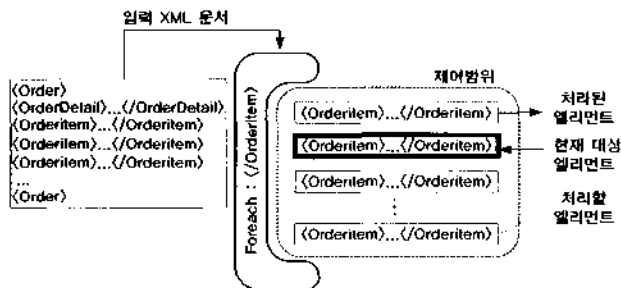 입력 XML 문서
<Order>
<OrderDetail>...</OrderDetail>
<Orderitem>...</Orderitem>
<Orderitem>...</Orderitem>
<Orderitem>...</Orderitem>
...
<Order>
Foreach : </OrderItem>
제어범위
<Orderitem>...</Orderitem>
<Orderitem>...</Orderitem>
<Orderitem>...</Orderitem>
⋮
<Orderitem>...</Orderitem>
처리된
엘리먼트
현재 대상
엘리먼트
처리할
엘리먼트